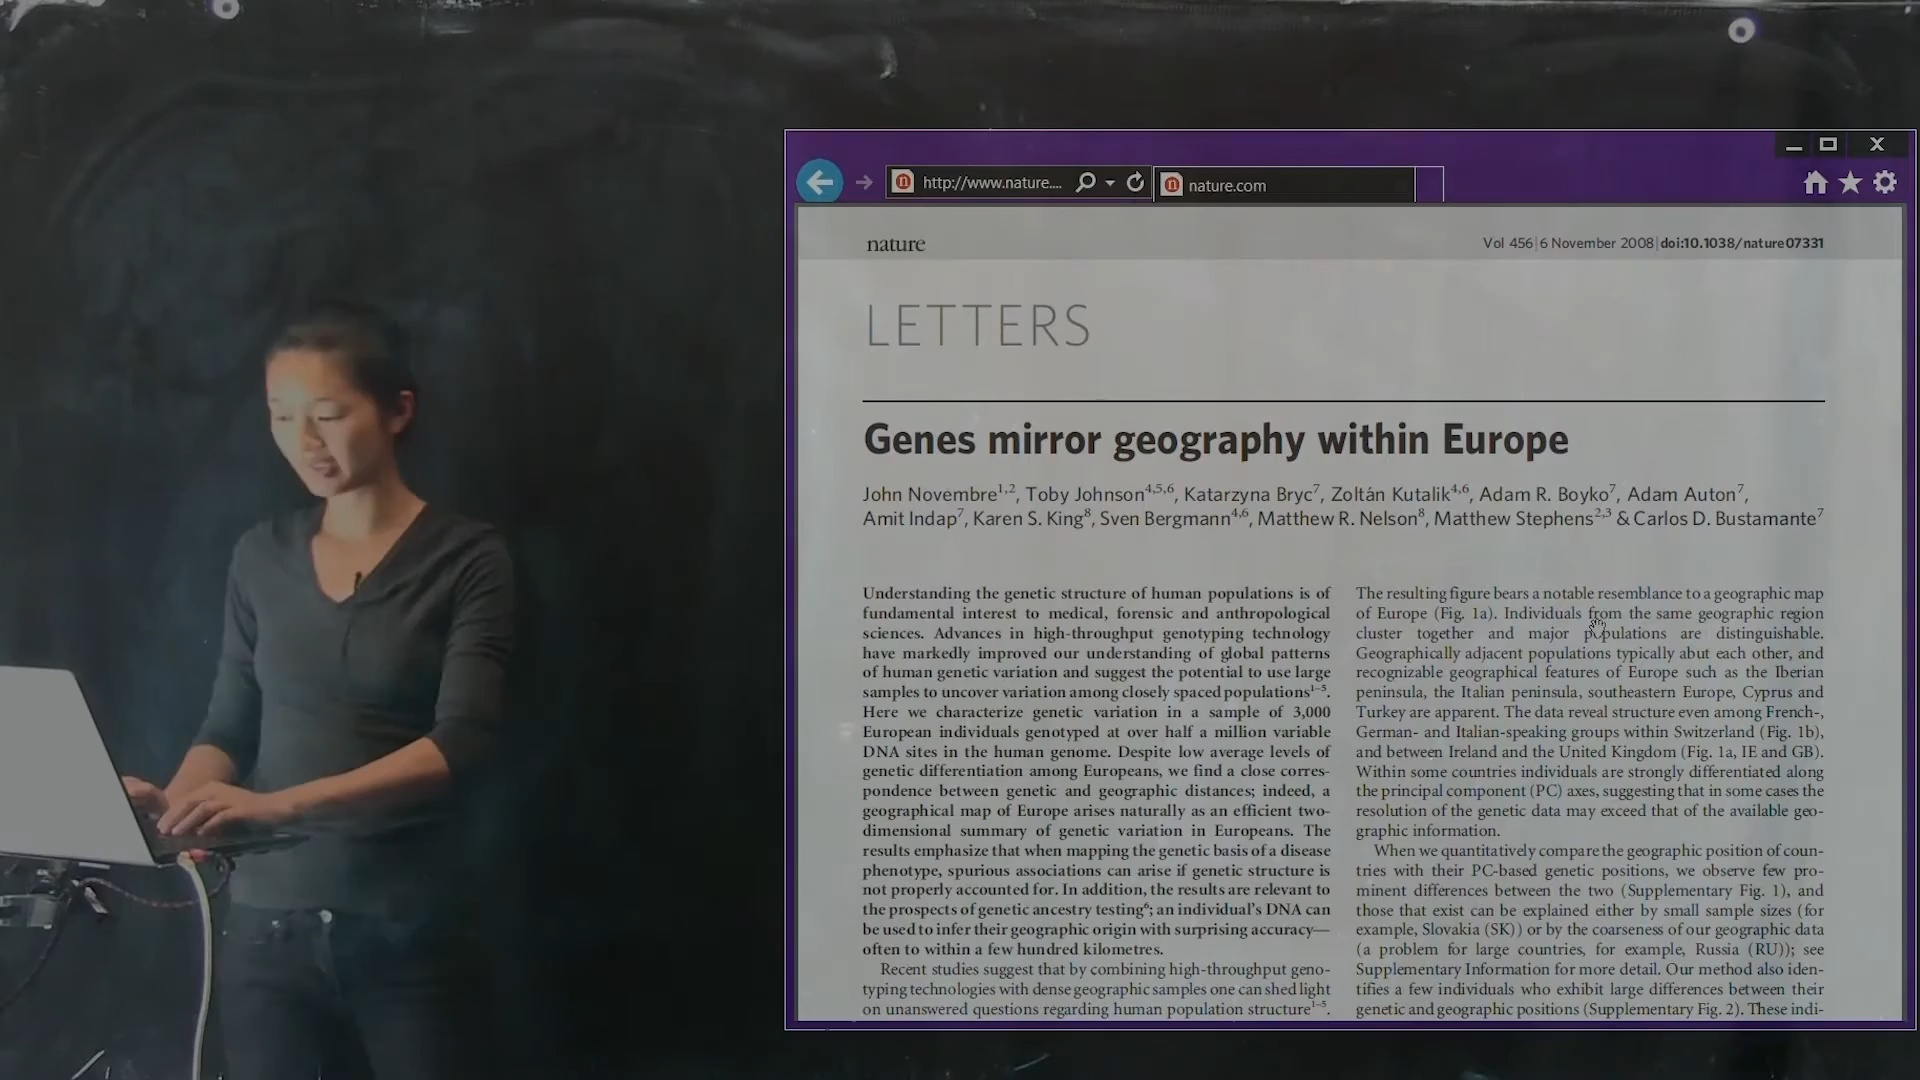 http://www.nature....
nature.com
nature
Vol 456|6 November 2008|doi:10.1038/nature07331
LETTERS
Genes mirror geography within Europe
John Novembre1,2, Toby Johnson4,5,6, Katarzyna Bryc7, Zoltán Kutalik4,6, Adam R. Boyko7, Adam Auton7,
Amit Indap7, Karen S. King8, Sven Bergmann4,6, Matthew R. Nelson8, Matthew Stephens2,3 & Carlos D. Bustamante7
Understanding the genetic structure of human populations is of
fundamental interest to medical, forensic and anthropological
sciences. Advances in high-throughput genotyping technology
have markedly improved our understanding of global patterns
of human genetic variation and suggest the potential to use large
samples to uncover variation among closely spaced populations1–5.
Here we characterize genetic variation in a sample of 3,000
European individuals genotyped at over half a million variable
DNA sites in the human genome. Despite low average levels of
genetic differentiation among Europeans, we find a close corres-
pondence between genetic and geographic distances; indeed, a
geographical map of Europe arises naturally as an efficient two-
dimensional summary of genetic variation in Europeans. The
results emphasize that when mapping the genetic basis of a disease
phenotype, spurious associations can arise if genetic structure is
not properly accounted for. In addition, the results are relevant to
the prospects of genetic ancestry testing6; an individual's DNA can
be used to infer their geographic origin with surprising accuracy—
often to within a few hundred kilometres.
Recent studies suggest that by combining high-throughput geno-
typing technologies with dense geographic samples one can shed light
on unanswered questions regarding human population structure1–5.
The resulting figure bears a notable resemblance to a geographic map
of Europe (Fig. 1a). Individuals from the same geographic region
cluster together and major populations are distinguishable.
Geographically adjacent populations typically abut each other, and
recognizable geographical features of Europe such as the Iberian
peninsula, the Italian peninsula, southeastern Europe, Cyprus and
Turkey are apparent. The data reveal structure even among French-,
German- and Italian-speaking groups within Switzerland (Fig. 1b),
and between Ireland and the United Kingdom (Fig. 1a, IE and GB).
Within some countries individuals are strongly differentiated along
the principal component (PC) axes, suggesting that in some cases the
resolution of the genetic data may exceed that of the available geo-
graphic information.
When we quantitatively compare the geographic position of coun-
tries with their PC-based genetic positions, we observe few pro-
minent differences between the two (Supplementary Fig. 1), and
those that exist can be explained either by small sample sizes (for
example, Slovakia (SK)) or by the coarseness of our geographic data
(a problem for large countries, for example, Russia (RU)); see
Supplementary Information for more detail. Our method also iden-
tifies a few individuals who exhibit large differences between their
genetic and geographic positions (Supplementary Fig. 2). These indi-